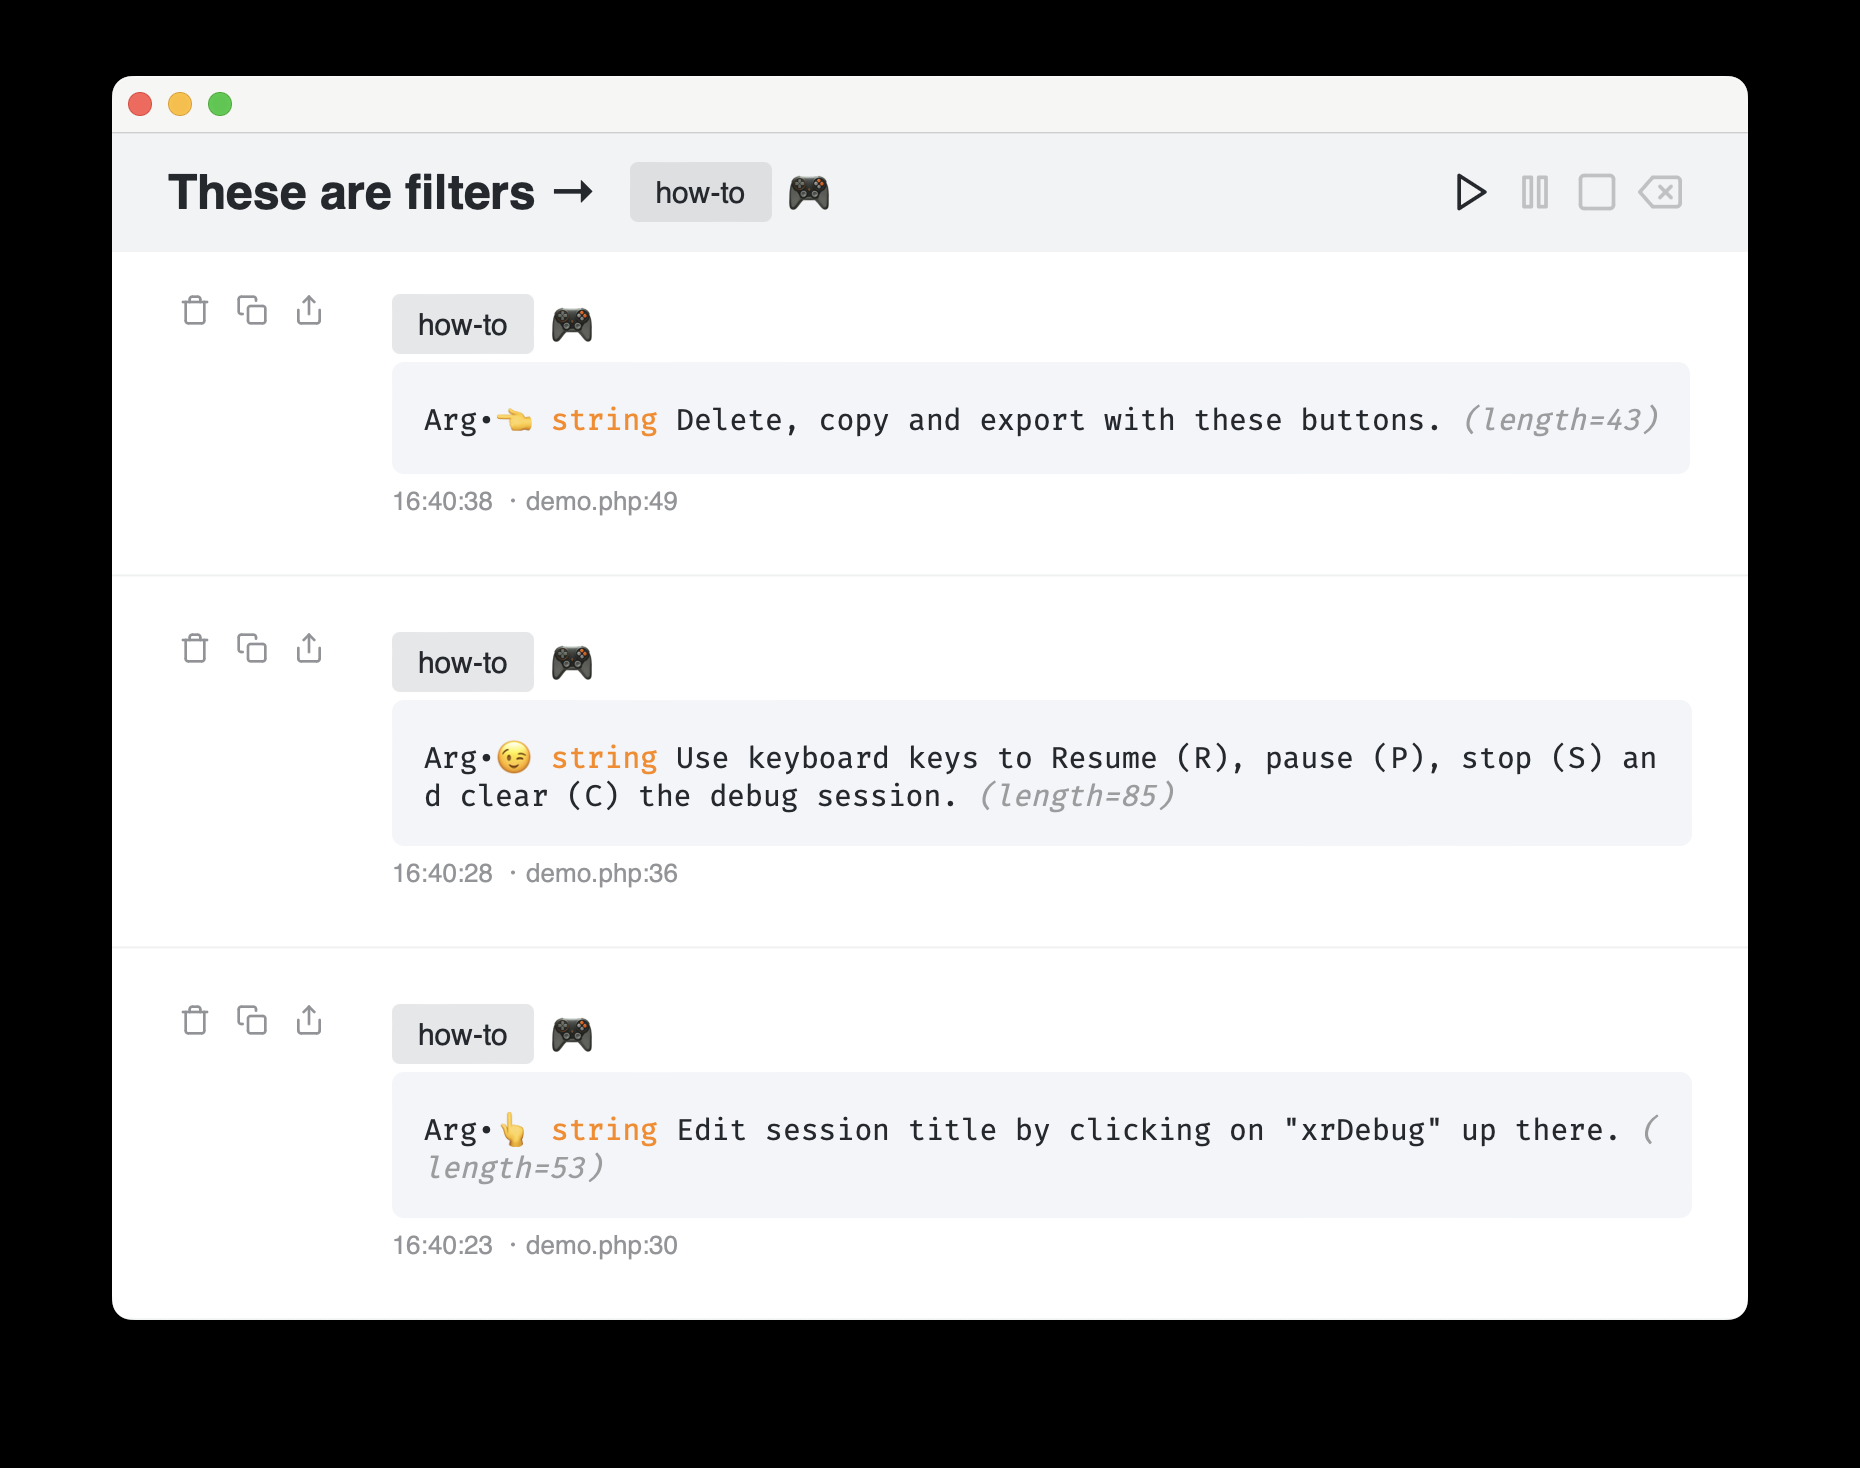 These are filters → how-to 🎮
how-to 🎮
Arg•👈 string Delete, copy and export with these buttons. (length=43)
16:40:38 · demo.php:49
how-to 🎮
Arg•😉 string Use keyboard keys to Resume (R), pause (P), stop (S) an
d clear (C) the debug session. (length=85)
16:40:28 · demo.php:36
how-to 🎮
Arg•👆 string Edit session title by clicking on "xrDebug" up there. (
length=53)
16:40:23 · demo.php:30